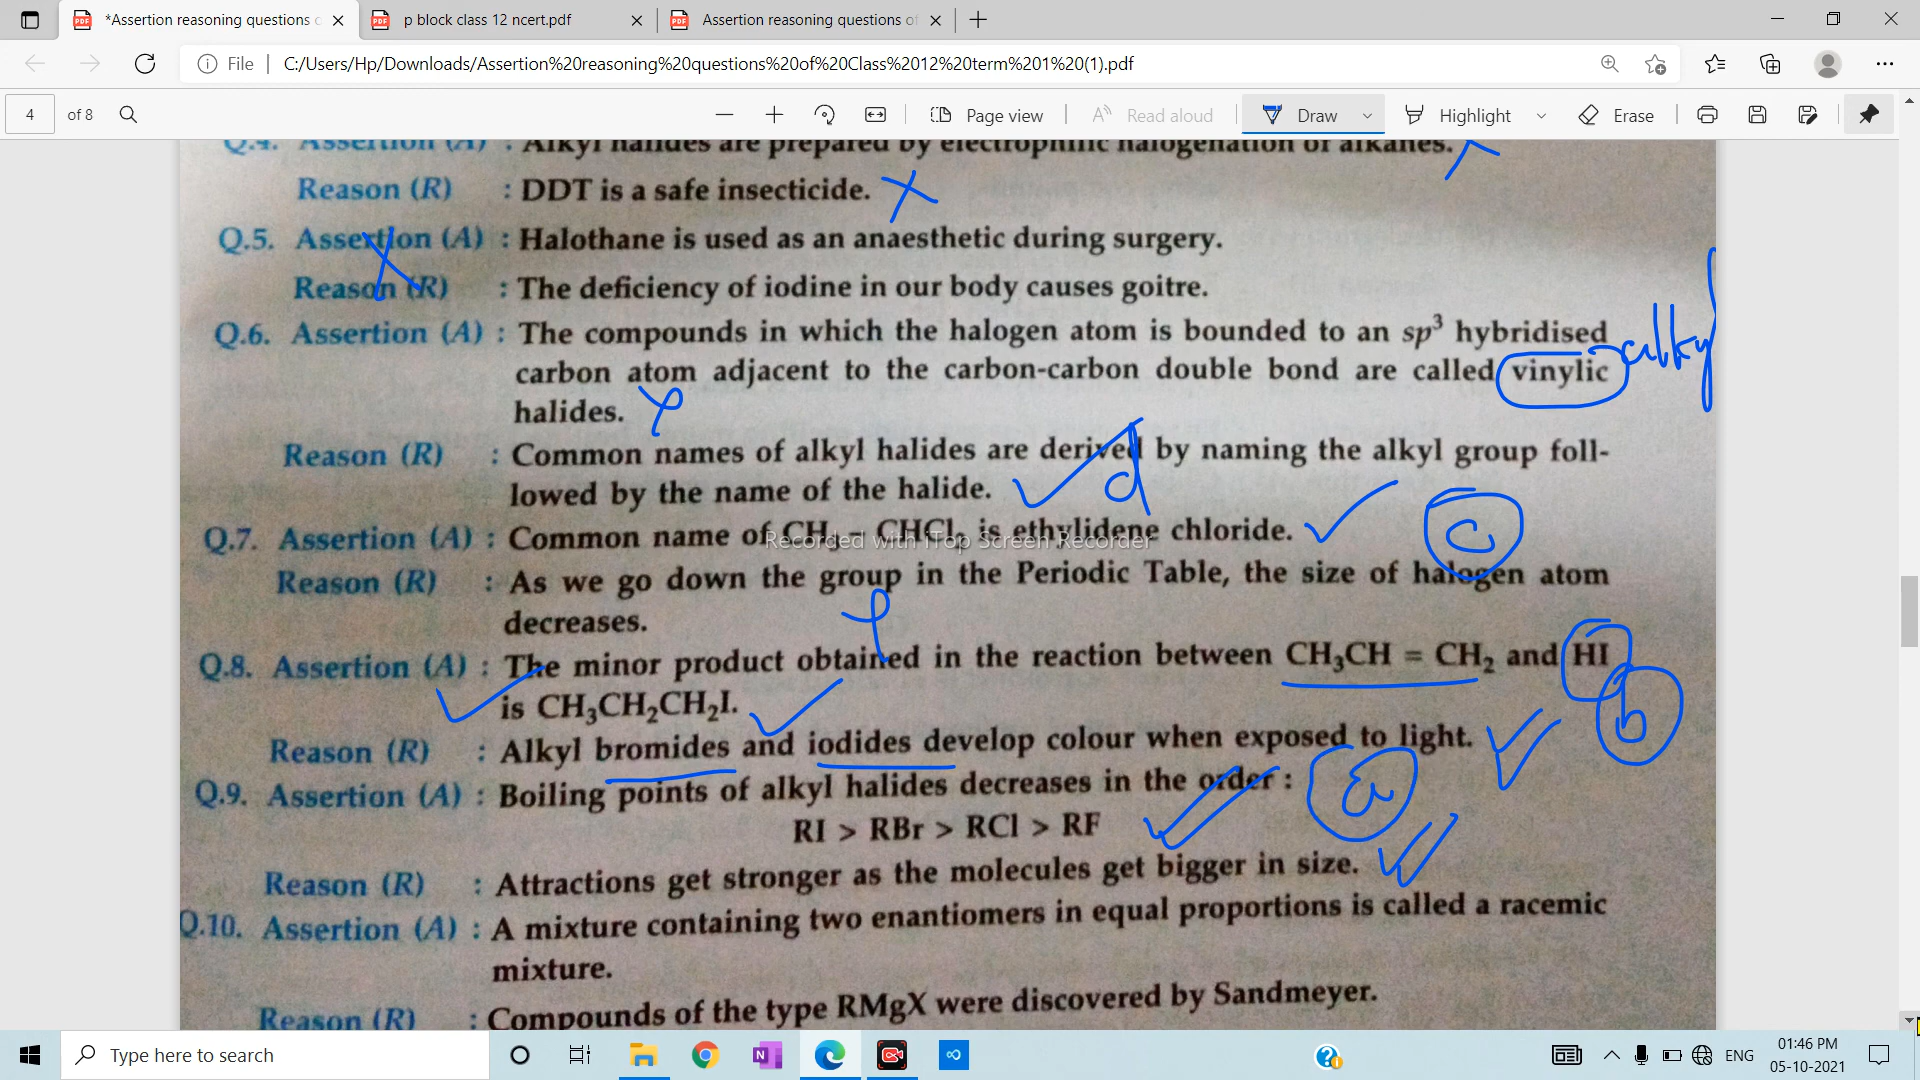 *Assertion reasoning questions o
p block class 12 ncert.pdf
Assertion reasoning questions of
File
C:/Users/Hp/Downloads/Assertion%20reasoning%20questions%20of%20Class%2012%20term%201%20(1).pdf
4 of 8
Page view
Read aloud
Draw
Highlight
Erase
Q.4. Assertion (A) : Alkyl halides are prepared by electrophilic halogenation of alkanes.
Reason (R) : DDT is a safe insecticide.
Q.5. Assertion (A) : Halothane is used as an anaesthetic during surgery.
Reason (R) : The deficiency of iodine in our body causes goitre.
Q.6. Assertion (A) : The compounds in which the halogen atom is bounded to an sp³ hybridised
carbon atom adjacent to the carbon-carbon double bond are called vinylic
halides.
Reason (R) : Common names of alkyl halides are derived by naming the alkyl group foll-
lowed by the name of the halide.
d
Q.7. Assertion (A) : Common name of CH₃ – CHCl₂ is ethylidene chloride.
c
Recorded with iTop Screen Recorder
Reason (R) : As we go down the group in the Periodic Table, the size of halogen atom
decreases.
Q.8. Assertion (A) : The minor product obtained in the reaction between CH₃CH = CH₂ and HI
is CH₃CH₂CH₂I.
b
Reason (R) : Alkyl bromides and iodides develop colour when exposed to light.
Q.9. Assertion (A) : Boiling points of alkyl halides decreases in the order :
a
RI > RBr > RCl > RF
Reason (R) : Attractions get stronger as the molecules get bigger in size.
Q.10. Assertion (A) : A mixture containing two enantiomers in equal proportions is called a racemic
mixture.
Reason (R) : Compounds of the type RMgX were discovered by Sandmeyer.
Type here to search
ENG
01:46 PM
05-10-2021